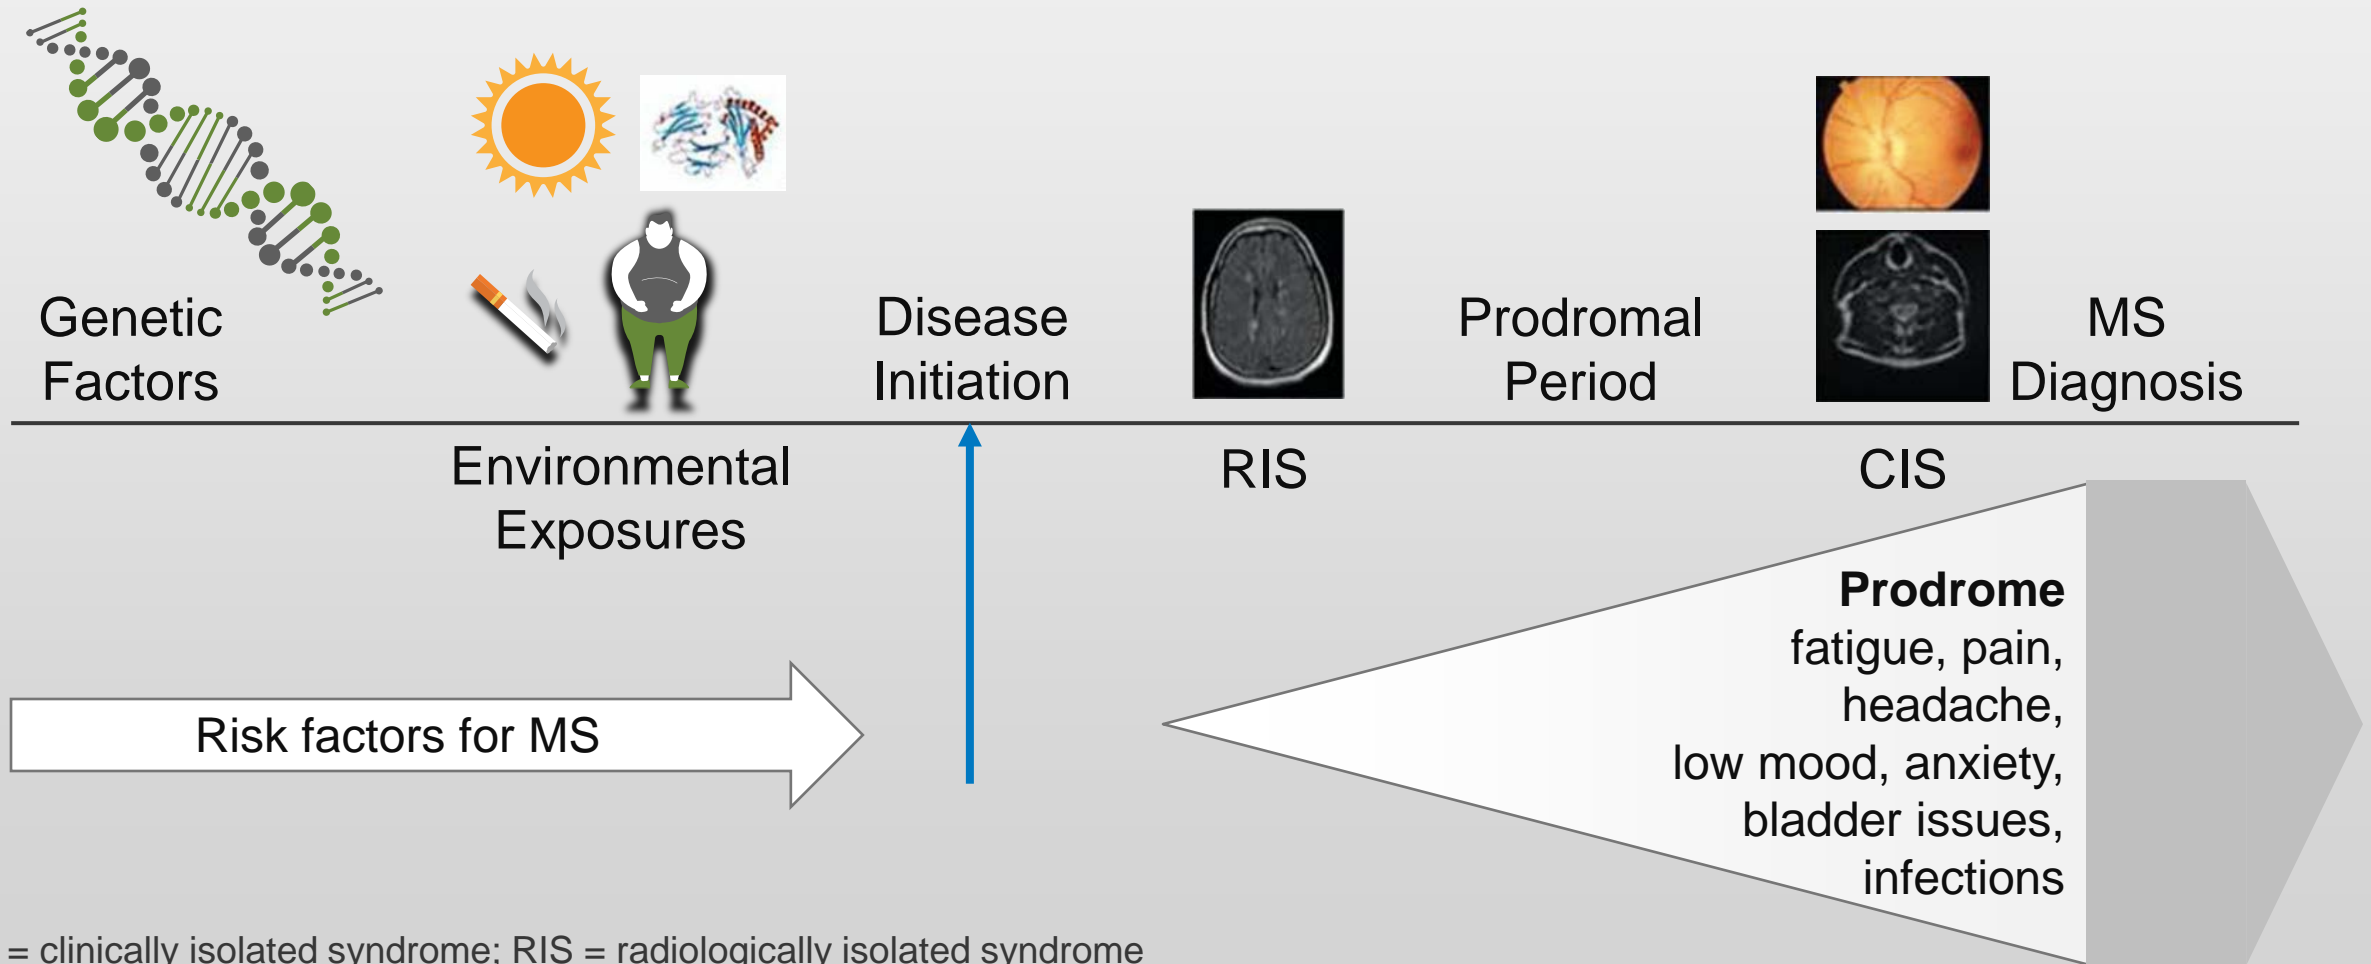 Genetic
Factors
Environmental
Exposures
Disease
Initiation
RIS
Prodromal
Period
CIS
MS
Diagnosis
Risk factors for MS
Prodrome
fatigue, pain,
headache,
low mood, anxiety,
bladder issues,
infections
= clinically isolated syndrome; RIS = radiologically isolated syndrome